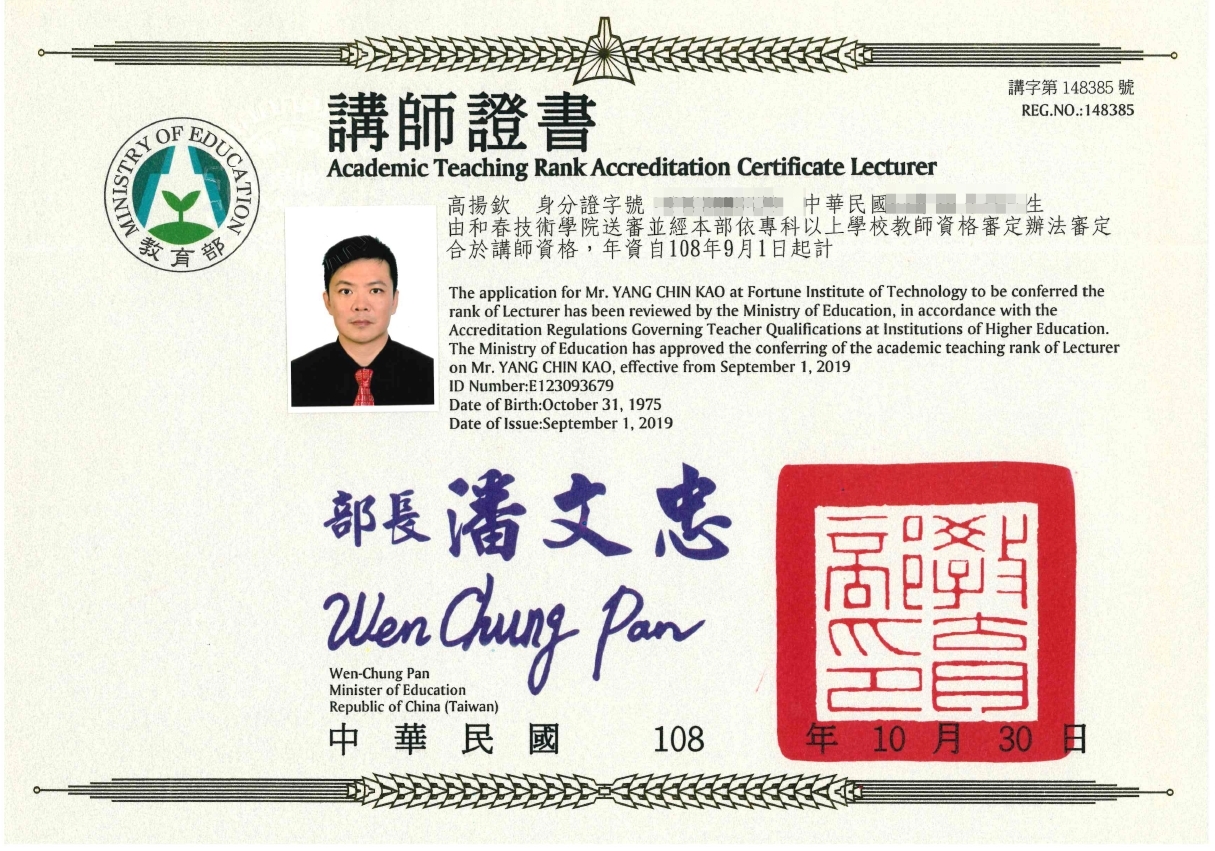 講字第 148385 號
REG.NO.:148385
講師證書
Academic Teaching Rank Accreditation Certificate Lecturer
MINISTRY OF EDUCATION
教育部
高揚欽 身分證字號 中華民國 生
由和春技術學院送審並經本部依專科以上學校教師資格審定辦法審定
合於講師資格，年資自108年9月1日起計
The application for Mr. YANG CHIN KAO at Fortune Institute of Technology to be conferred the
rank of Lecturer has been reviewed by the Ministry of Education, in accordance with the
Accreditation Regulations Governing Teacher Qualifications at Institutions of Higher Education.
The Ministry of Education has approved the conferring of the academic teaching rank of Lecturer
on Mr. YANG CHIN KAO, effective from September 1, 2019
ID Number:E123093679
Date of Birth:October 31, 1975
Date of Issue:September 1, 2019
部長 潘文忠
Wen Chung Pan
Wen-Chung Pan
Minister of Education
Republic of China (Taiwan)
教育部印
中華民國 108 年 10 月 30 日